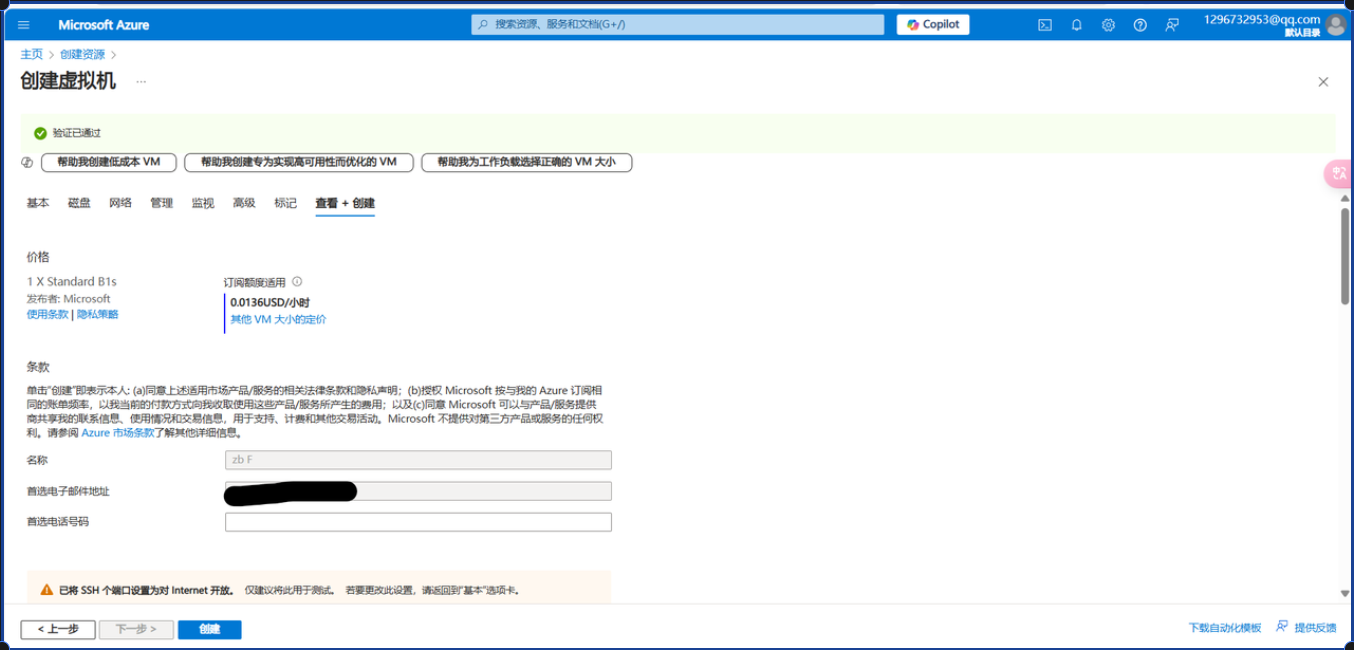 Microsoft Azure
搜索资源、服务和文档(G+/)
Copilot
1296732953@qq.com
默认目录
主页 > 创建资源 >
创建虚拟机 ...
验证已通过
帮助我创建低成本 VM 帮助我创建专为实现高可用性而优化的 VM 帮助我为工作负载选择正确的 VM 大小
基本 磁盘 网络 管理 监视 高级 标记 查看 + 创建
价格
1 X Standard B1s
发布者: Microsoft
使用条款 | 隐私策略
订阅额度适用
0.0136USD/小时
其他 VM 大小的定价
条款
单击“创建”即表示本人: (a)同意上述适用市场产品/服务的相关法律条款和隐私声明；(b)授权 Microsoft 按与我的 Azure 订阅相
同的账单频率，以我当前的付款方式向我收取使用这些产品/服务所产生的费用；以及(c)同意 Microsoft 可以与产品/服务提供
商共享我的联系信息、使用情况和交易信息，用于支持、计费和其他交易活动。Microsoft 不提供对第三方产品或服务的任何权
利。请参阅 Azure 市场条款了解其他详细信息。
名称
zb F
首选电子邮件地址
首选电话号码
已将 SSH 个端口设置为对 Internet 开放。 仅建议将此用于测试。 若要更改此设置，请返回到“基本”选项卡。
< 上一步 下一步 > 创建
下载自动化模板 提供反馈